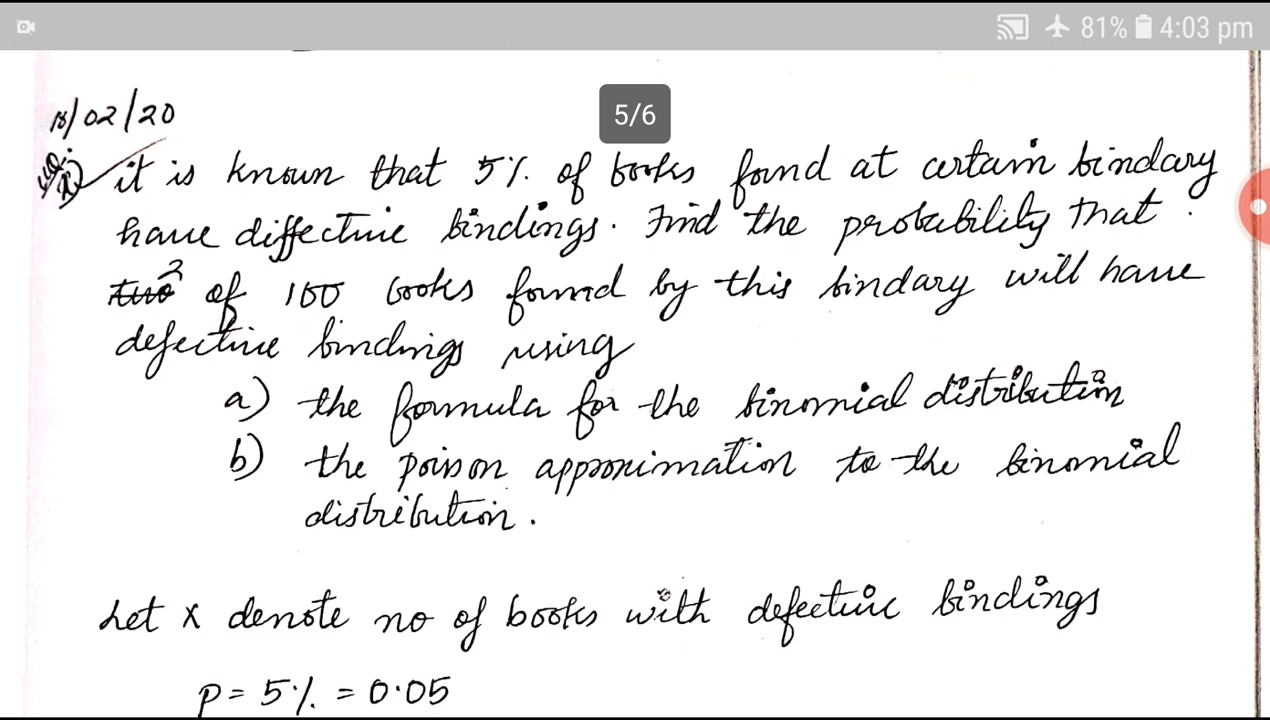 81% 4:03 pm
5/6
18/02/20
it is known that 5% of books found at certain bindary
have diffective bindings. Find the probability that
2 of 100 books found by this bindary will have
defective bindings using
a) the formula for the binomial distribution
b) the poison approximation to the binomial
distribution.
Let x denote no of books with defective bindings
p = 5% = 0.05